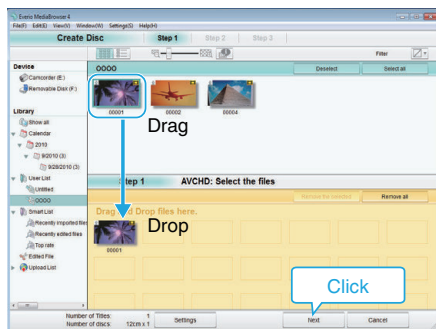 Everio MediaBrowser 4
File(F) Edit(E) View(V) Window(W) Settings(S) Help(H)
Create Disc Step 1 Step 2 Step 3
Filter
Device
Camcorder (E:)
Removable Disk (F:)
Library
Show all
Calendar
2010
9/2010 (3)
9/28/2010 (3)
User List
Untitled
OOOO
Smart List
Recently imported files
Recently edited files
Top rate
Edited File
Upload List
OOOO Deselect Select all
00001 00002 00004
Drag
Step 1 AVCHD: Select the files
Remove the selected Remove all
Drag and Drop files here.
Drop
00001
Click
Number of Titles: 1
Number of discs: 12cm x 1
Settings Next Cancel